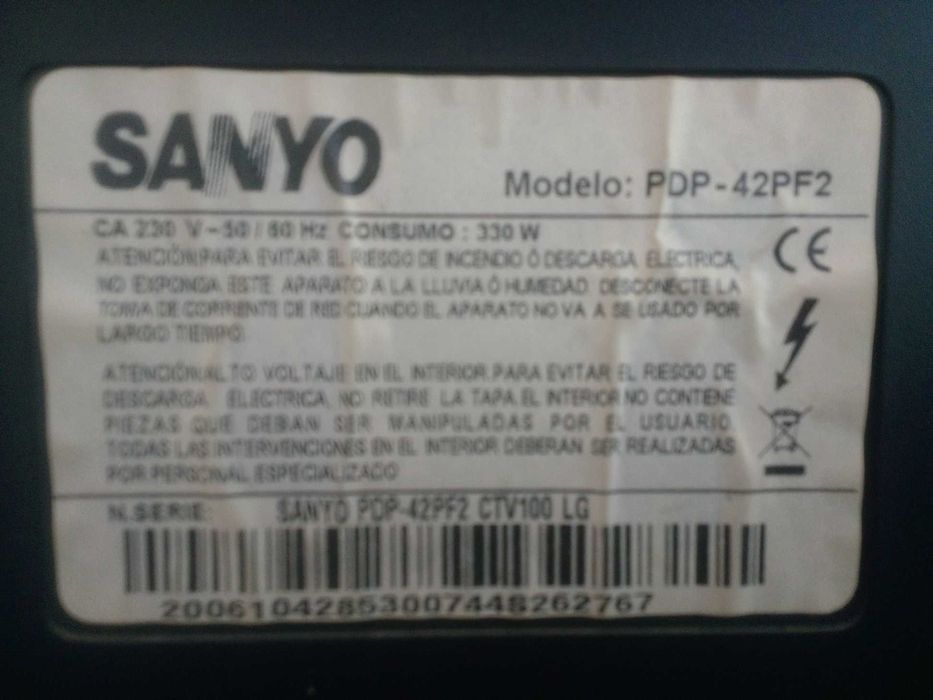 SANYO
Modelo: PDP-42PF2
CA 230 V~50/60 Hz CONSUMO: 330 W
CE
ATENCIÓN PARA EVITAR EL RIESGO DE INCENDIO Ó DESCARGA ELECTRICA,
NO EXPONGA ESTE APARATO A LA LLUVIA Ó HUMEDAD. DESCONECTE LA
TOMA DE CORRIENTE DE RED CUANDO EL APARATO NO VA A SE USADO POR
LARGO TIEMPO.
ATENCIÓN ALTO VOLTAJE EN EL INTERIOR PARA EVITAR EL RIESGO DE
DESCARGA ELECTRICA, NO RETIRE LA TAPA EL INTERIOR NO CONTIENE
PIEZAS QUE DEBAN SER MANIPULADAS POR EL USUARIO.
TODAS LAS INTERVENCIONES EN EL INTERIOR DEBERAN SER REALIZADAS
POR PERSONAL ESPECIALIZADO
N.SERIE: SANYO PDP-42PF2 CTV100 LG
20061042853007448262767